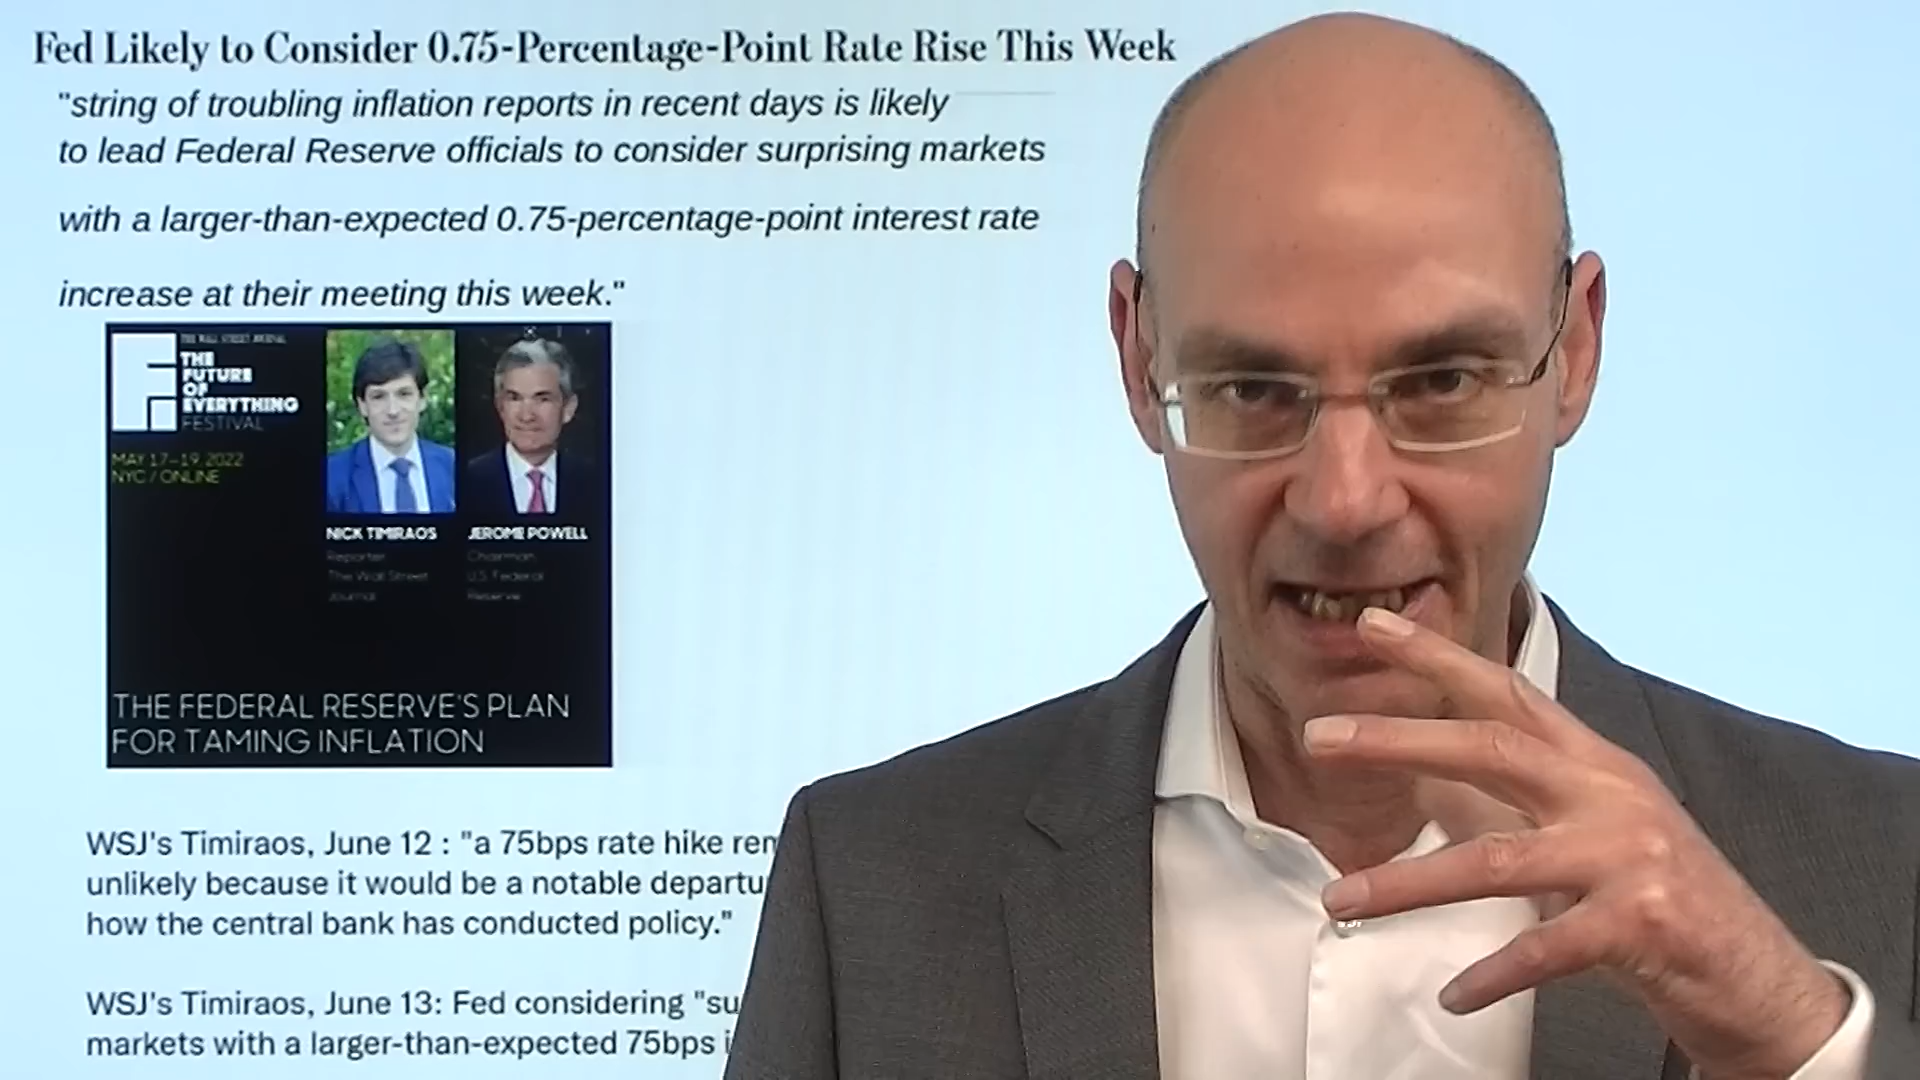 Fed Likely to Consider 0.75-Percentage-Point Rate Rise This Week
"string of troubling inflation reports in recent days is likely
to lead Federal Reserve officials to consider surprising markets
with a larger-than-expected 0.75-percentage-point interest rate
increase at their meeting this week."
THE WALL STREET JOURNAL
THE
FUTURE
OF
EVERYTHING
FESTIVAL
MAY 17-19 2022
NYC / ONLINE
NICK TIMIRAOS
Reporter
The Wall Street
Journal
JEROME POWELL
Chairman
U.S. Federal
Reserve
THE FEDERAL RESERVE'S PLAN
FOR TAMING INFLATION
WSJ's Timiraos, June 12 : "a 75bps rate hike
unlikely because it would be a notable
how the central bank has conducted policy."
WSJ's Timiraos, June 13: Fed considering
markets with a larger-than-expected 75bps